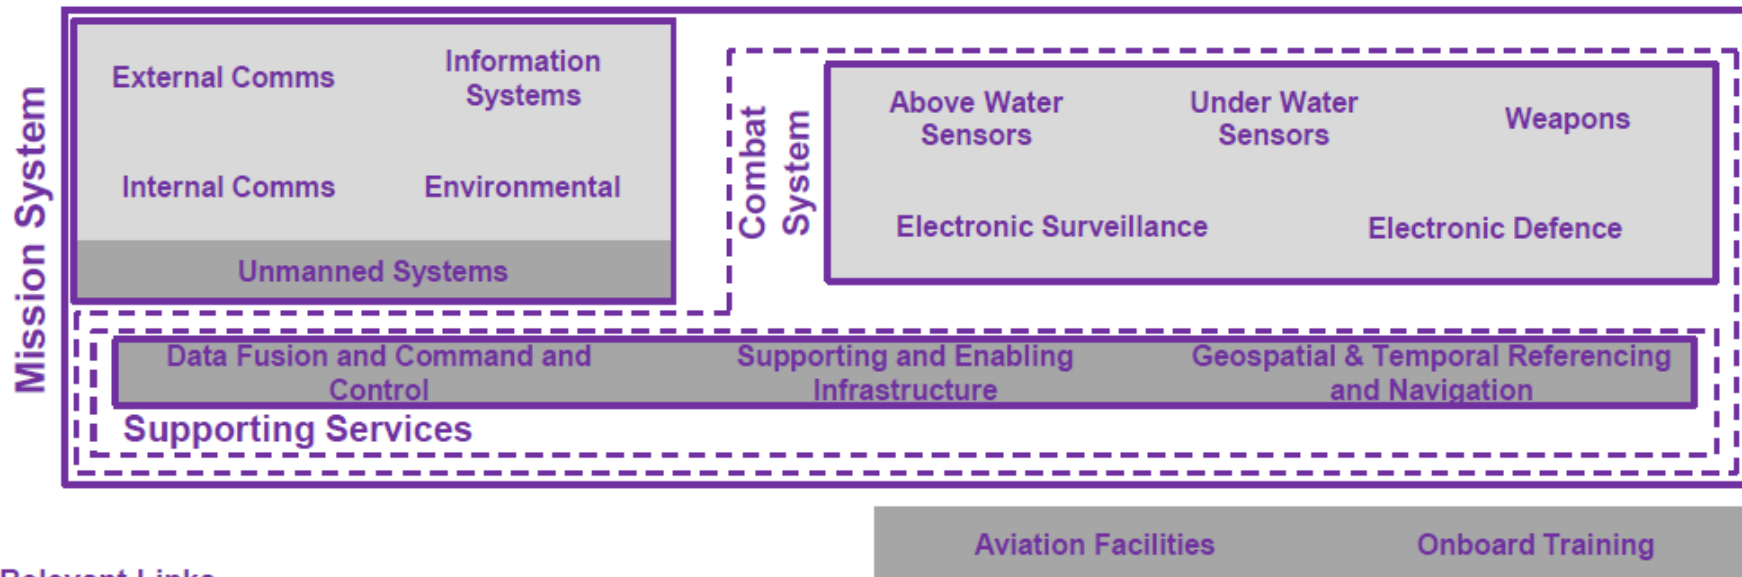 Mission System
External Comms
Information
Systems
Internal Comms
Environmental
Unmanned Systems
Combat
System
Above Water
Sensors
Under Water
Sensors
Weapons
Electronic Surveillance
Electronic Defence
Data Fusion and Command and
Control
Supporting and Enabling
Infrastructure
Geospatial & Temporal Referencing
and Navigation
Supporting Services
Aviation Facilities
Onboard Training
Relevant Links